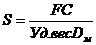 S = FC / Уд.весD_м